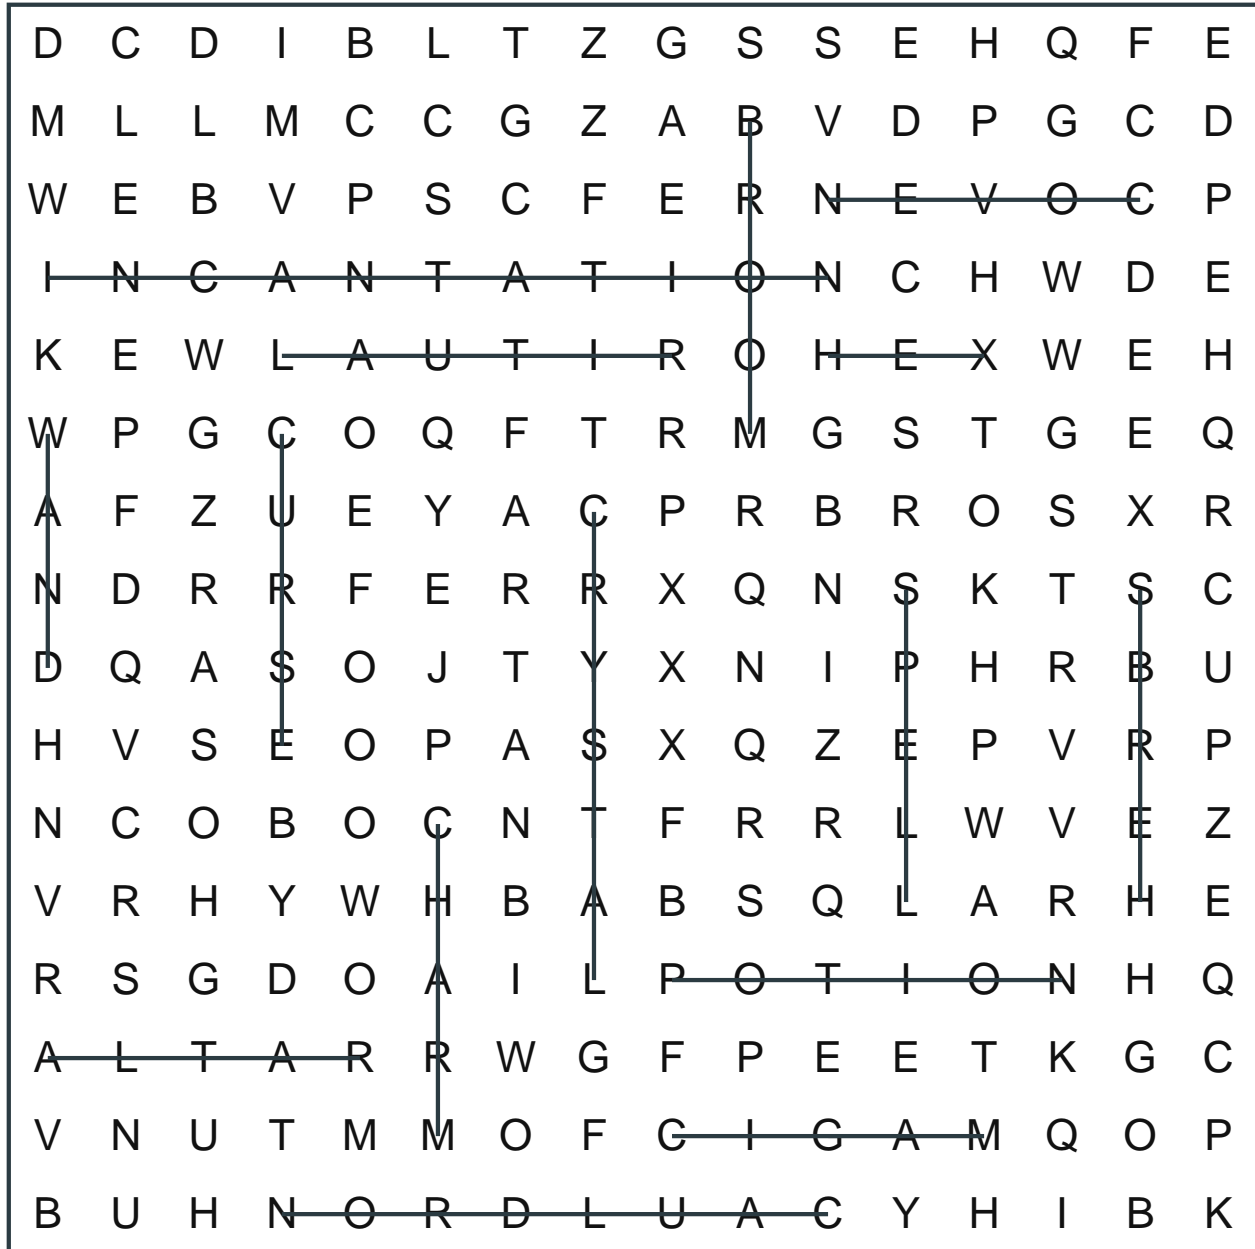 D C D I B L T Z G S S E H Q F E
M L L M C C G Z A B V D P G C D
W E B V P S C F E R N E V O C P
I N C A N T A T I O N C H W D E
K E W L A U T I R O H E X W E H
W P G C O Q F T R M G S T G E Q
A F Z U E Y A C P R B R O S X R
N D R R F E R R X Q N S K T S C
D Q A S O J T Y X N I P H R B U
H V S E O P A S X Q Z E P V R P
N C O B O C N T F R R L W V E Z
V R H Y W H B A B S Q L A R H E
R S G D O A I L P O T I O N H Q
A L T A R R W G F P E E T K G C
V N U T M M O F C I G A M Q O P
B U H N O R D L U A C Y H I B K